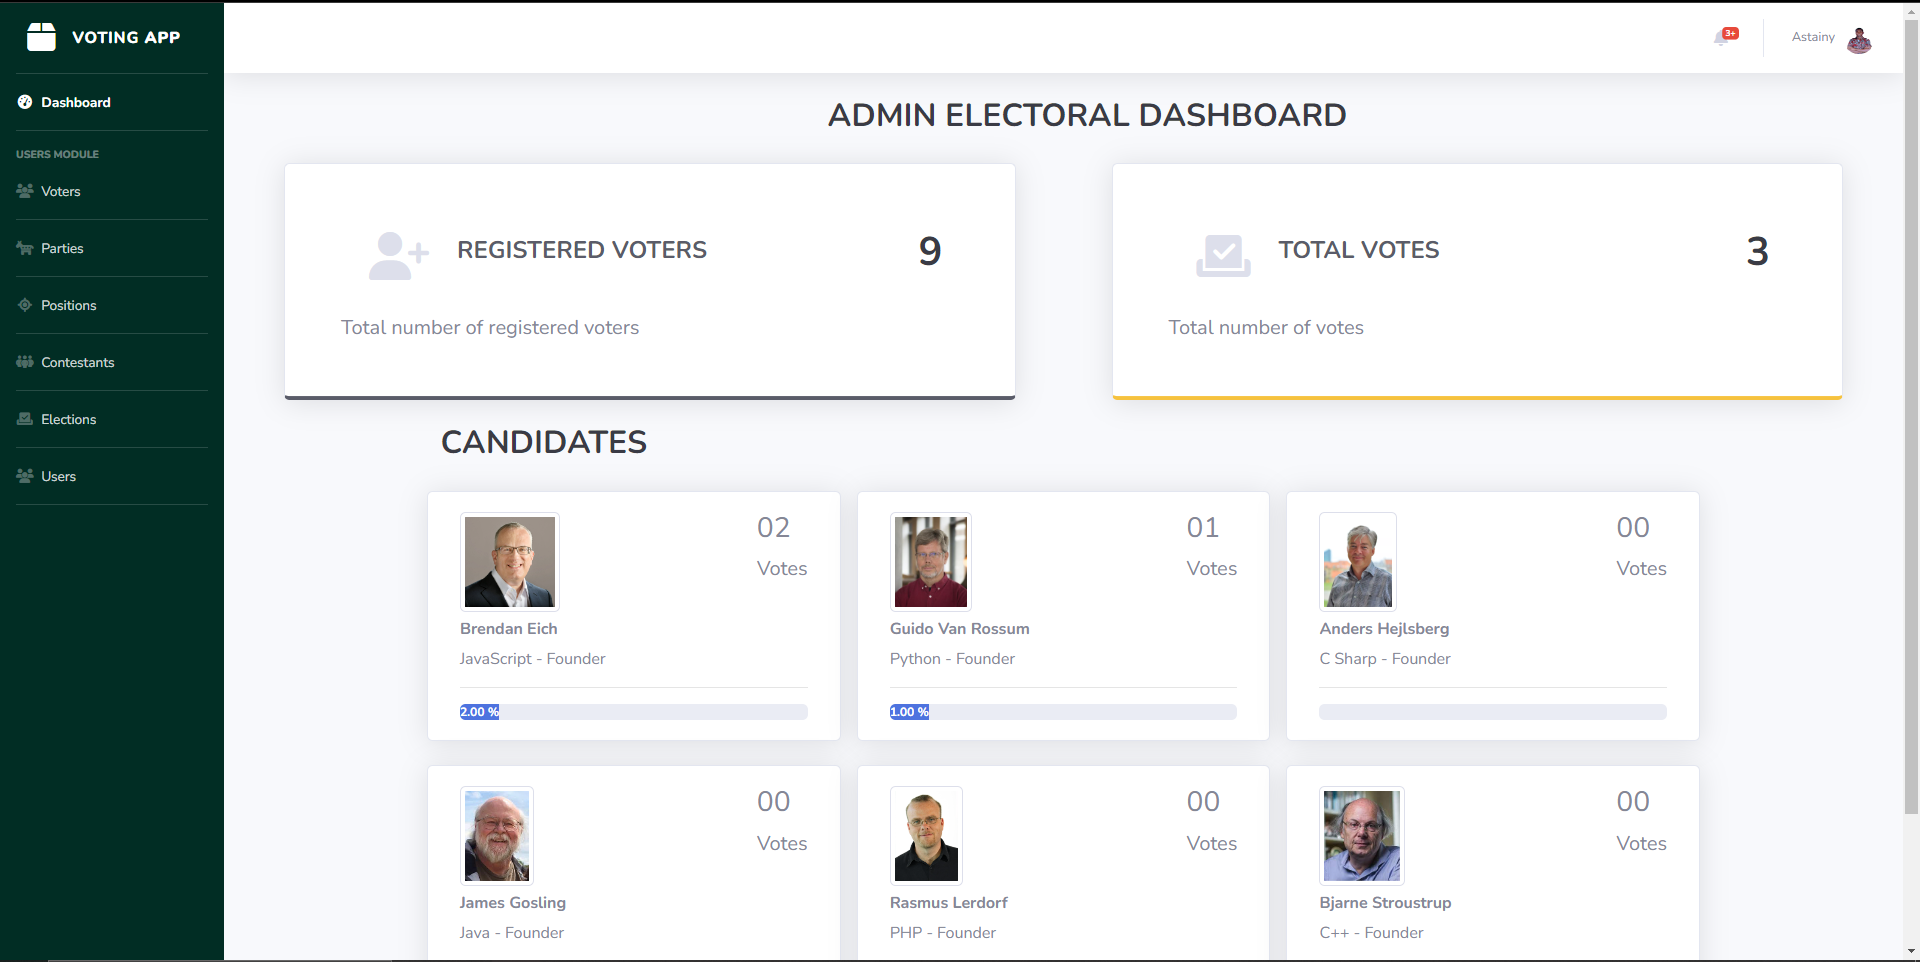 VOTING APP
3+
Astainy
Dashboard
USERS MODULE
Voters
Parties
Positions
Contestants
Elections
Users
ADMIN ELECTORAL DASHBOARD
REGISTERED VOTERS
9
Total number of registered voters
TOTAL VOTES
3
Total number of votes
CANDIDATES
02
Votes
Brendan Eich
JavaScript - Founder
2.00 %
01
Votes
Guido Van Rossum
Python - Founder
1.00 %
00
Votes
Anders Hejlsberg
C Sharp - Founder
00
Votes
James Gosling
Java - Founder
00
Votes
Rasmus Lerdorf
PHP - Founder
00
Votes
Bjarne Stroustrup
C++ - Founder